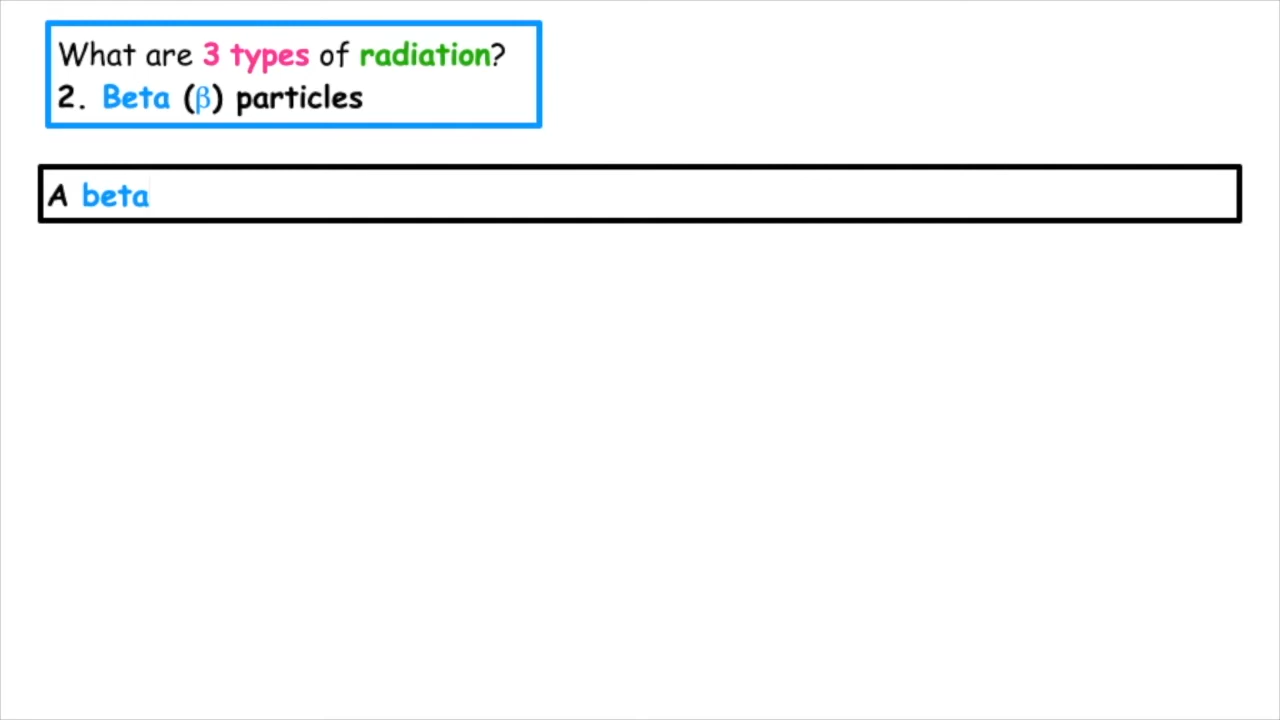 What are 3 types of radiation?
2. Beta (β) particles
A beta